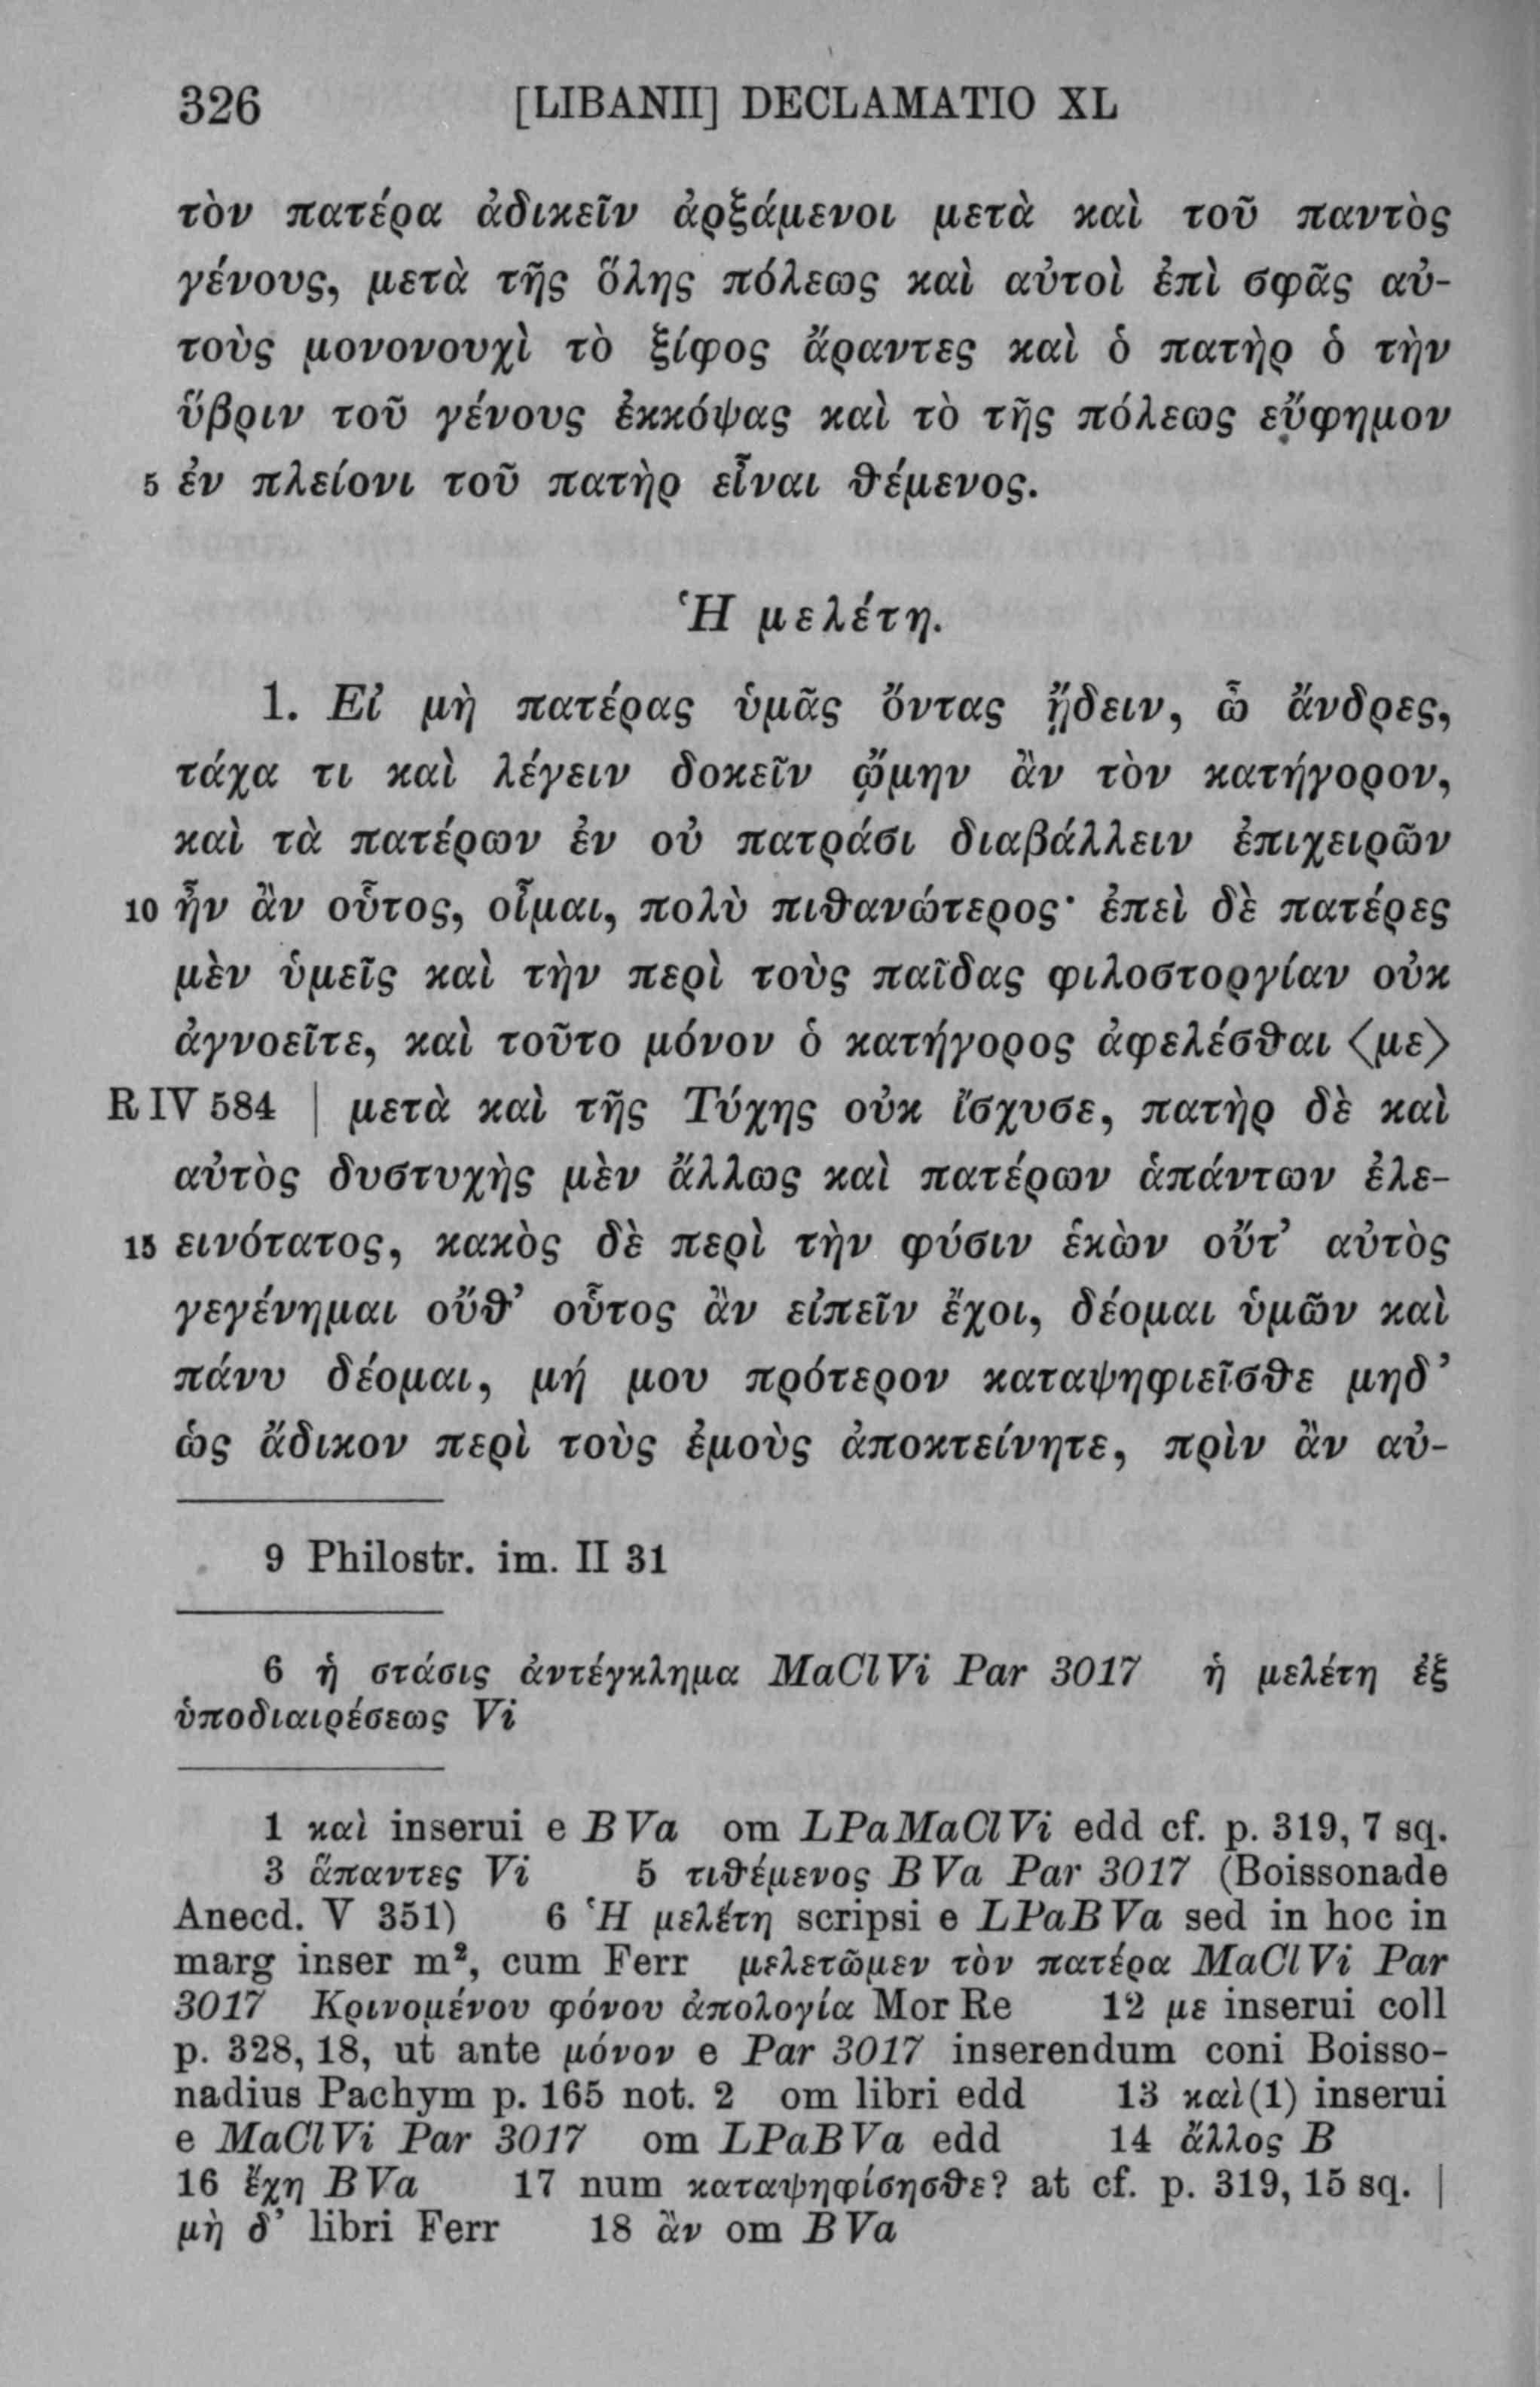 326 [LIBANII] DECLAMATIO XL
τὸν πατέρα ἀδικεῖν ἀρξάμενοι μετὰ καὶ τοῦ παντὸς
γένους, μετὰ τῆς ὅλης πόλεως καὶ αὐτοὶ ἐπὶ σφᾶς αὐ-
τοὺς μονονουχὶ τὸ ξίφος ἄραντες καὶ ὁ πατὴρ ὁ τὴν
ὕβριν τοῦ γένους ἐκκόψας καὶ τὸ τῆς πόλεως εὔφημον
5 ἐν πλείονι τοῦ πατὴρ εἶναι θέμενος.
Ἡ μελέτη.
1. Εἰ μὴ πατέρας ὑμᾶς ὄντας ᾔδειν, ὦ ἄνδρες,
τάχα τι καὶ λέγειν δοκεῖν ᾤμην ἂν τὸν κατήγορον,
καὶ τὰ πατέρων ἐν οὐ πατράσι διαβάλλειν ἐπιχειρῶν
10 ἦν ἂν οὗτος, οἶμαι, πολὺ πιθανώτερος· ἐπεὶ δὲ πατέρες
μὲν ὑμεῖς καὶ τὴν περὶ τοὺς παῖδας φιλοστοργίαν οὐκ
ἀγνοεῖτε, καὶ τοῦτο μόνον ὁ κατήγορος ἀφελέσθαι 〈με〉
R IV 584 | μετὰ καὶ τῆς Τύχης οὐκ ἴσχυσε, πατὴρ δὲ καὶ
αὐτὸς δυστυχὴς μὲν ἄλλως καὶ πατέρων ἁπάντων ἐλε-
15 εινότατος, κακὸς δὲ περὶ τὴν φύσιν ἑκὼν οὔτ’ αὐτὸς
γεγένημαι οὔθ’ οὗτος ἂν εἰπεῖν ἔχοι, δέομαι ὑμῶν καὶ
πάνυ δέομαι, μή μου πρότερον καταψηφιεῖσθε μηδ’
ὡς ἄδικον περὶ τοὺς ἐμοὺς ἀποκτείνητε, πρὶν ἂν αὐ-
9 Philostr. im. II 31
6 ἡ στάσις ἀντέγκλημα MaClVi Par 3017 ἡ μελέτη ἐξ
ὑποδιαιρέσεως Vi
1 καὶ inserui e BVa om LPaMaClVi edd cf. p. 319, 7 sq.
3 ἅπαντες Vi 5 τιθέμενος BVa Par 3017 (Boissonade
Anecd. V 351) 6 Ἡ μελέτη scripsi e LPaBVa sed in hoc in
marg inser m², cum Ferr μελετῶμεν τὸν πατέρα MaClVi Par
3017 Κρινομένου φόνου ἀπολογία Mor Re 12 με inserui coll
p. 328, 18, ut ante μόνον e Par 3017 inserendum coni Boisso-
nadius Pachym p. 165 not. 2 om libri edd 13 καὶ(1) inserui
e MaClVi Par 3017 om LPaBVa edd 14 ἄλλος B
16 ἔχη BVa 17 num καταψηφίσησθε? at cf. p. 319, 15 sq. |
μὴ δ’ libri Ferr 18 ἂν om BVa